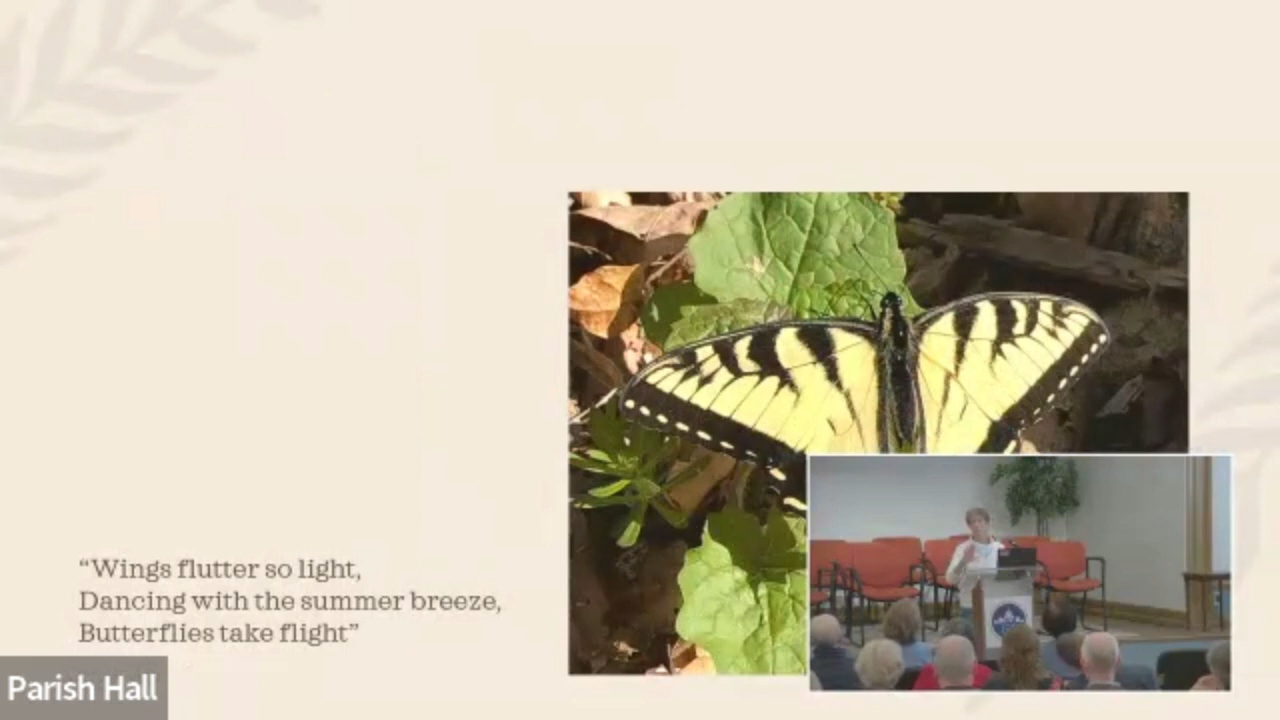 “Wings flutter so light,
Dancing with the summer breeze,
Butterflies take flight”
Parish Hall